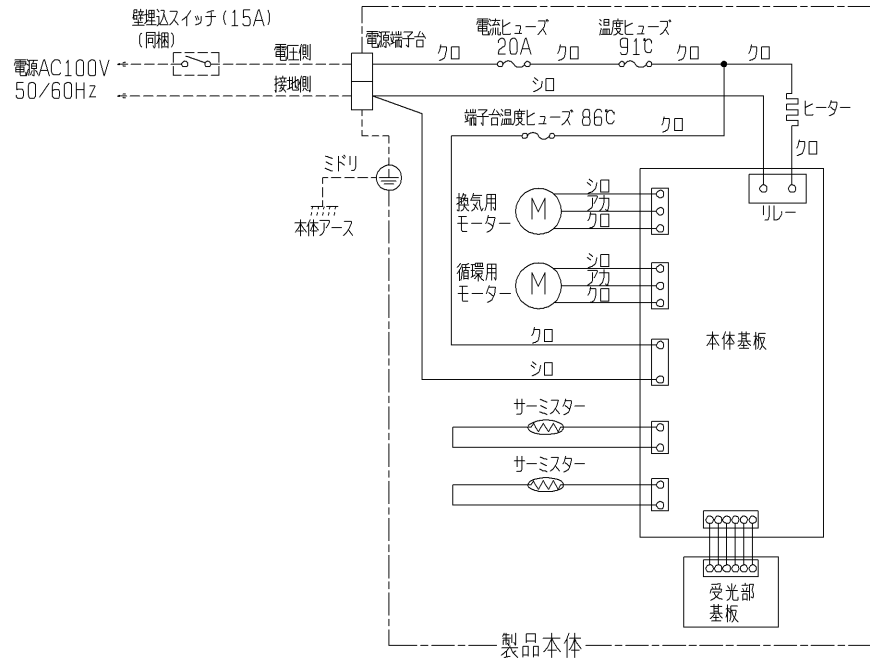 壁埋込スイッチ(15A)
(同梱)
電源AC100V
50/60Hz
電圧側
接地側
電源端子台
クロ
電流ヒューズ
20A
クロ
温度ヒューズ
91℃
クロ
クロ
シロ
ヒーター
クロ
端子台温度ヒューズ 86℃
クロ
ミドリ
本体アース
リレー
換気用
モーター
M
シロ
アカ
クロ
循環用
モーター
M
シロ
アカ
クロ
本体基板
クロ
シロ
サーミスター
サーミスター
受光部
基板
製品本体